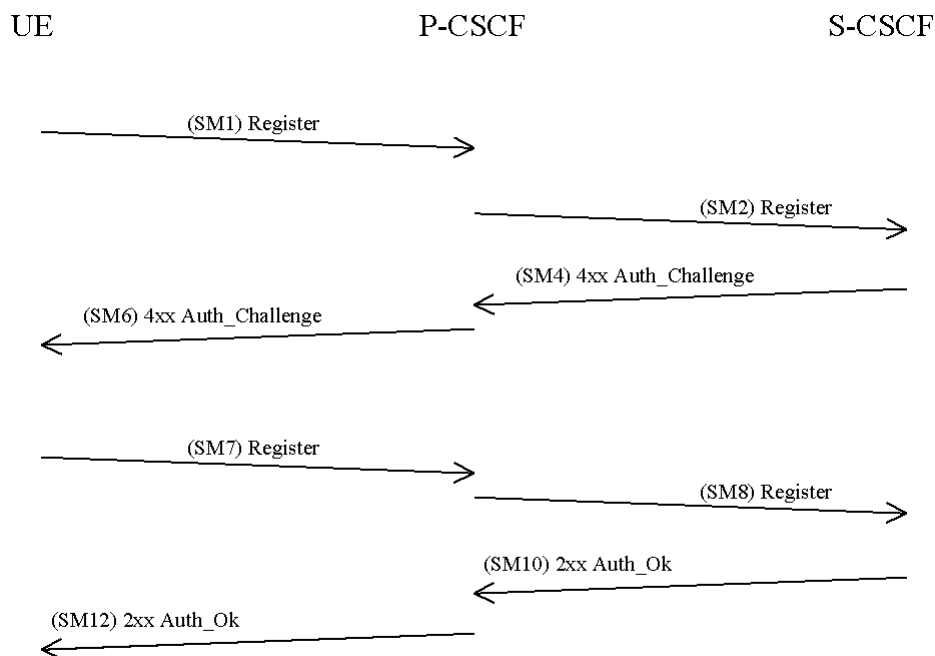 UE P-CSCF S-CSCF
(SM1) Register
(SM2) Register
(SM4) 4xx Auth_Challenge
(SM6) 4xx Auth_Challenge
(SM7) Register
(SM8) Register
(SM10) 2xx Auth_Ok
(SM12) 2xx Auth_Ok